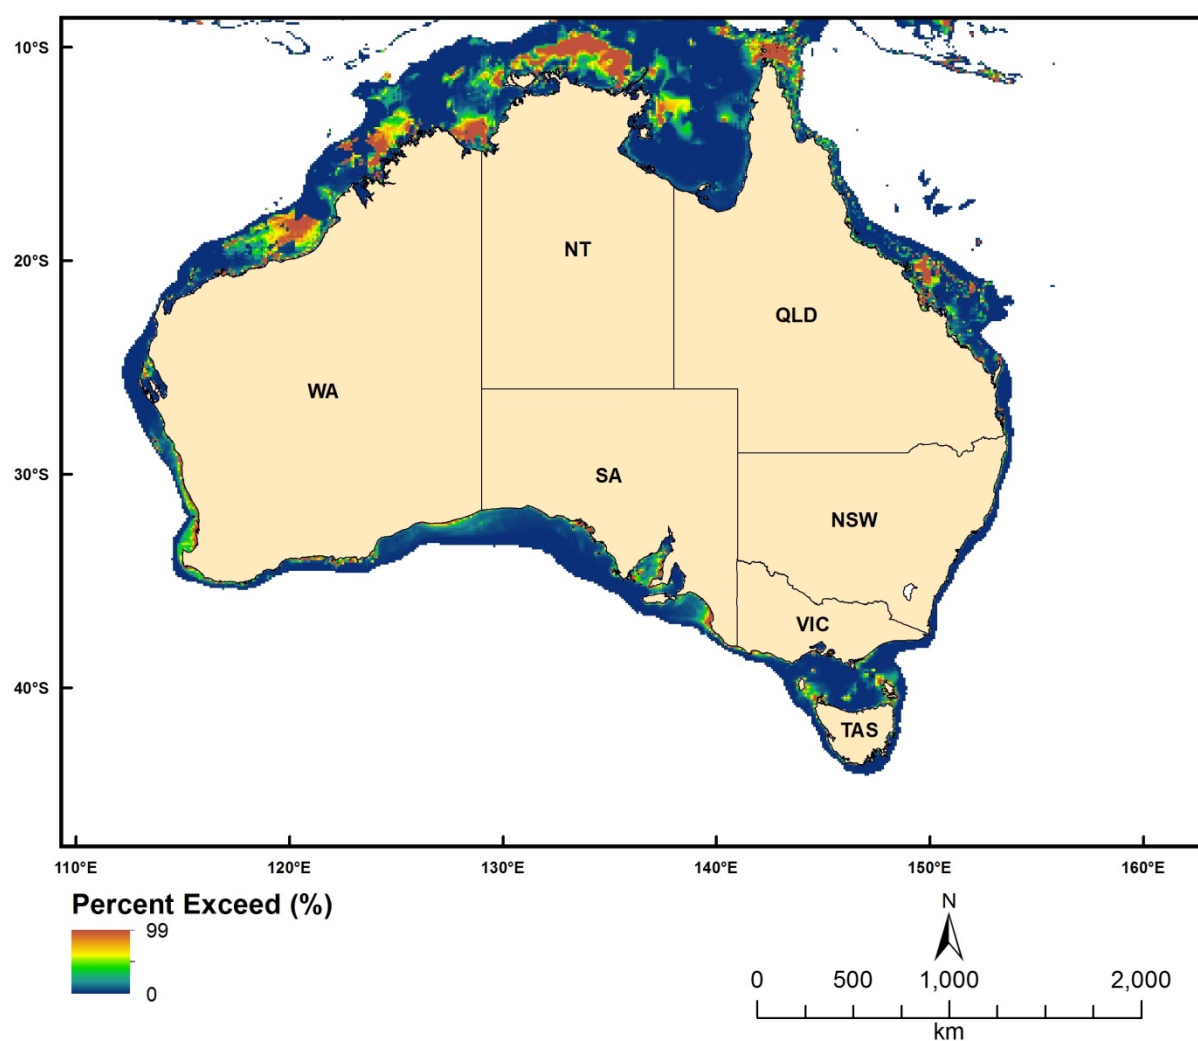 10°S
20°S
30°S
40°S
NT
QLD
WA
SA
NSW
VIC
TAS
110°E 120°E 130°E 140°E 150°E 160°E
Percent Exceed (%)
99
0
N
0 500 1,000 2,000
km